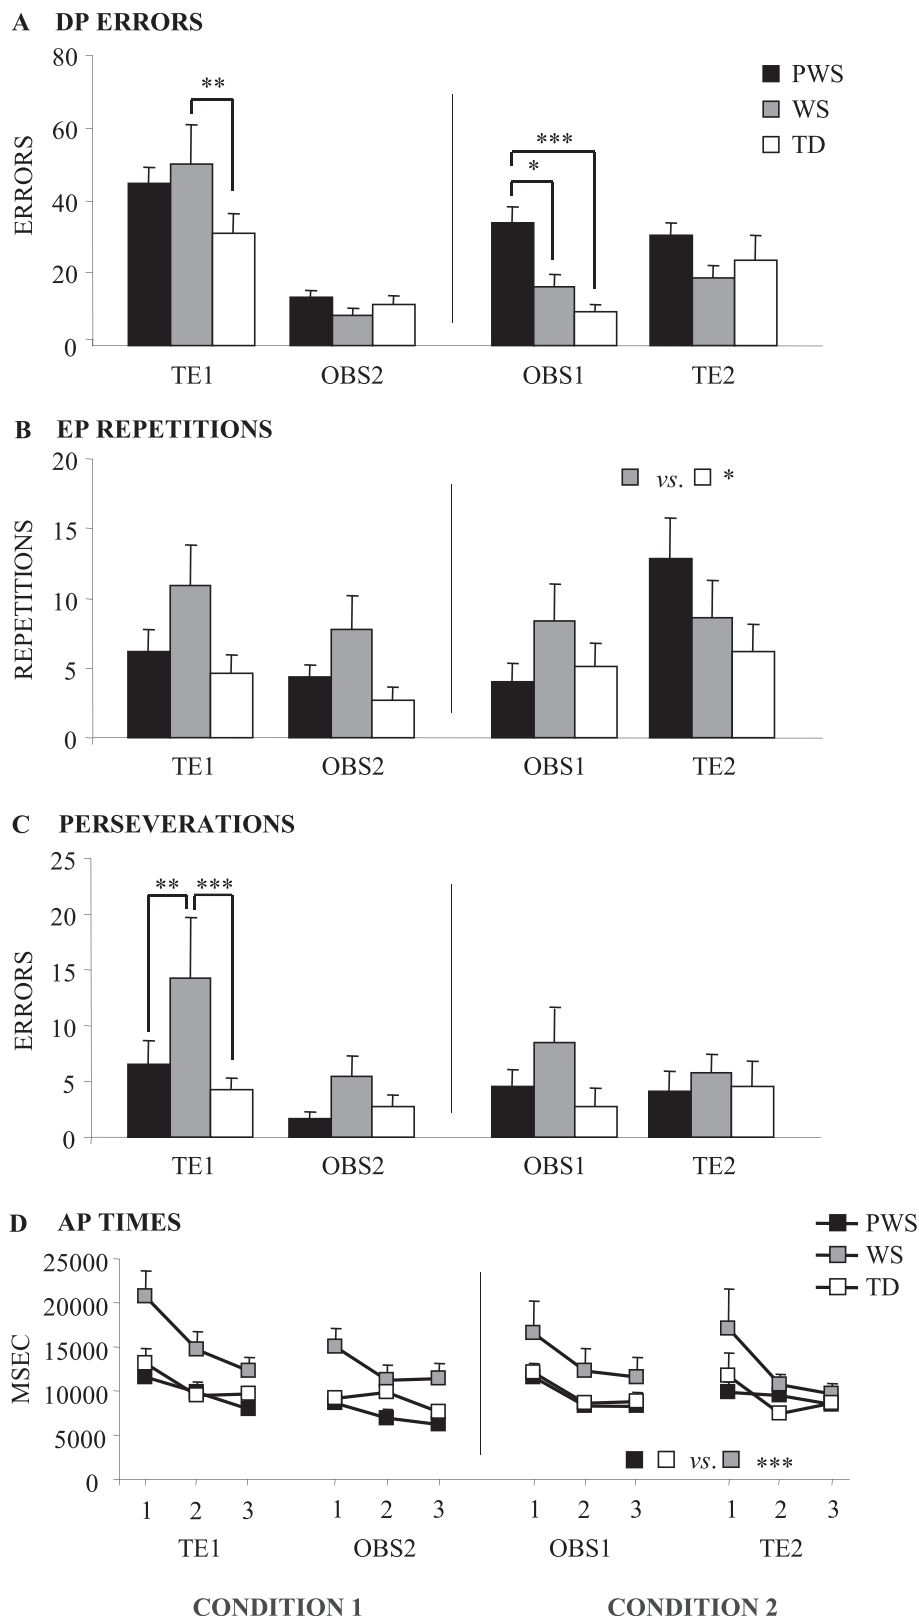 A DP ERRORS
80
60
40
20
0
ERRORS
** 
***
*
PWS
WS
TD
TE1 OBS2 OBS1 TE2
B EP REPETITIONS
20
15
10
5
0
REPETITIONS
vs. *
TE1 OBS2 OBS1 TE2
C PERSEVERATIONS
25
20
15
10
5
0
ERRORS
** ***
TE1 OBS2 OBS1 TE2
D AP TIMES
25000
20000
15000
10000
5000
0
MSEC
PWS
WS
TD
vs. ***
1 2 3 1 2 3 1 2 3 1 2 3
TE1 OBS2 OBS1 TE2
CONDITION 1 CONDITION 2